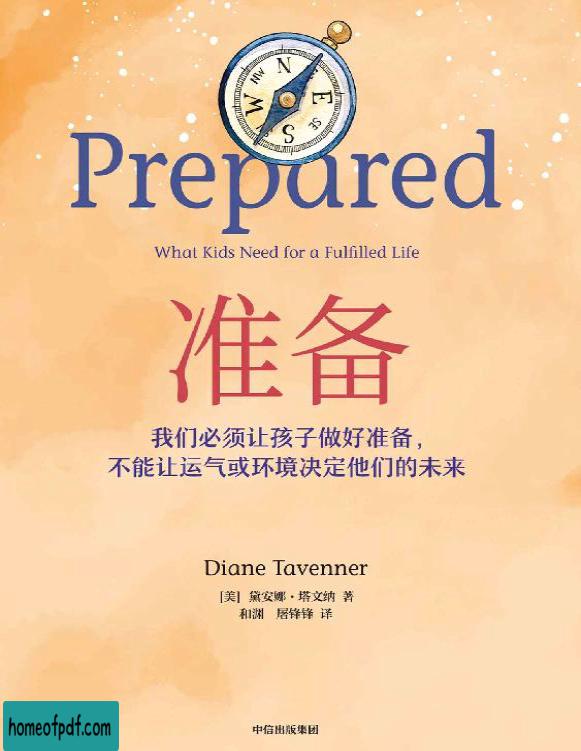 N
NW
E
W
SE
S
Prepared
What Kids Need for a Fulfilled Life
准备
我们必须让孩子做好准备，
不能让运气或环境决定他们的未来
Diane Tavenner
[美] 黛安娜·塔文纳 著
和渊 屠锋锋 译
homeofpdf.com
中信出版集团